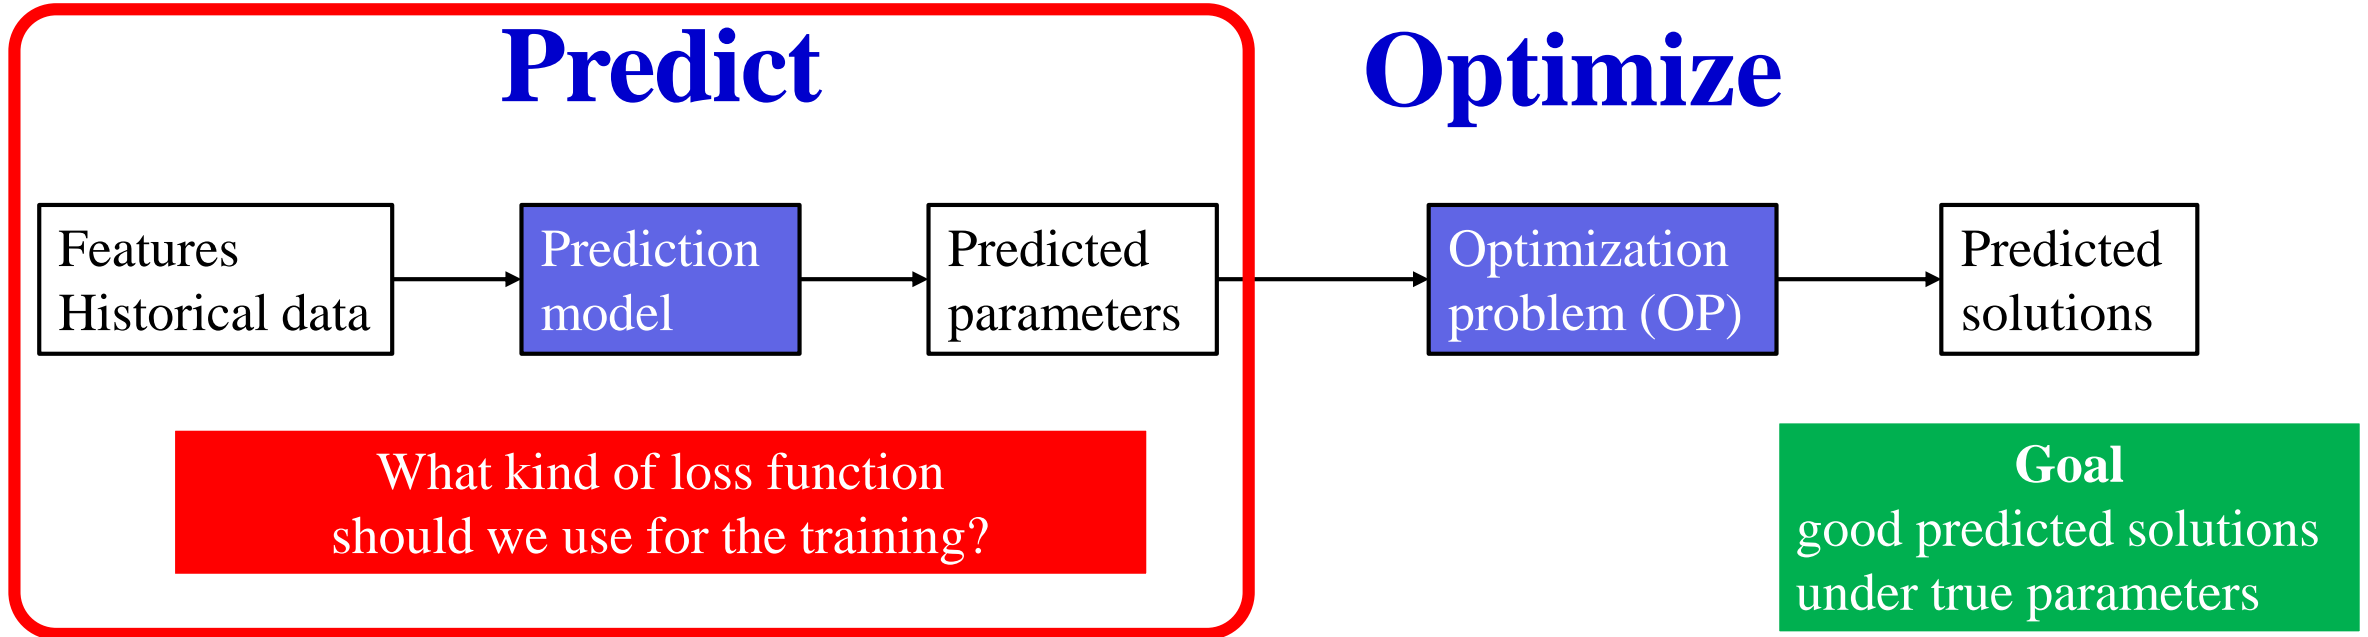 Predict
Optimize
Features
Historical data
Prediction
model
Predicted
parameters
Optimization
problem (OP)
Predicted
solutions
What kind of loss function
should we use for the training?
Goal
good predicted solutions
under true parameters